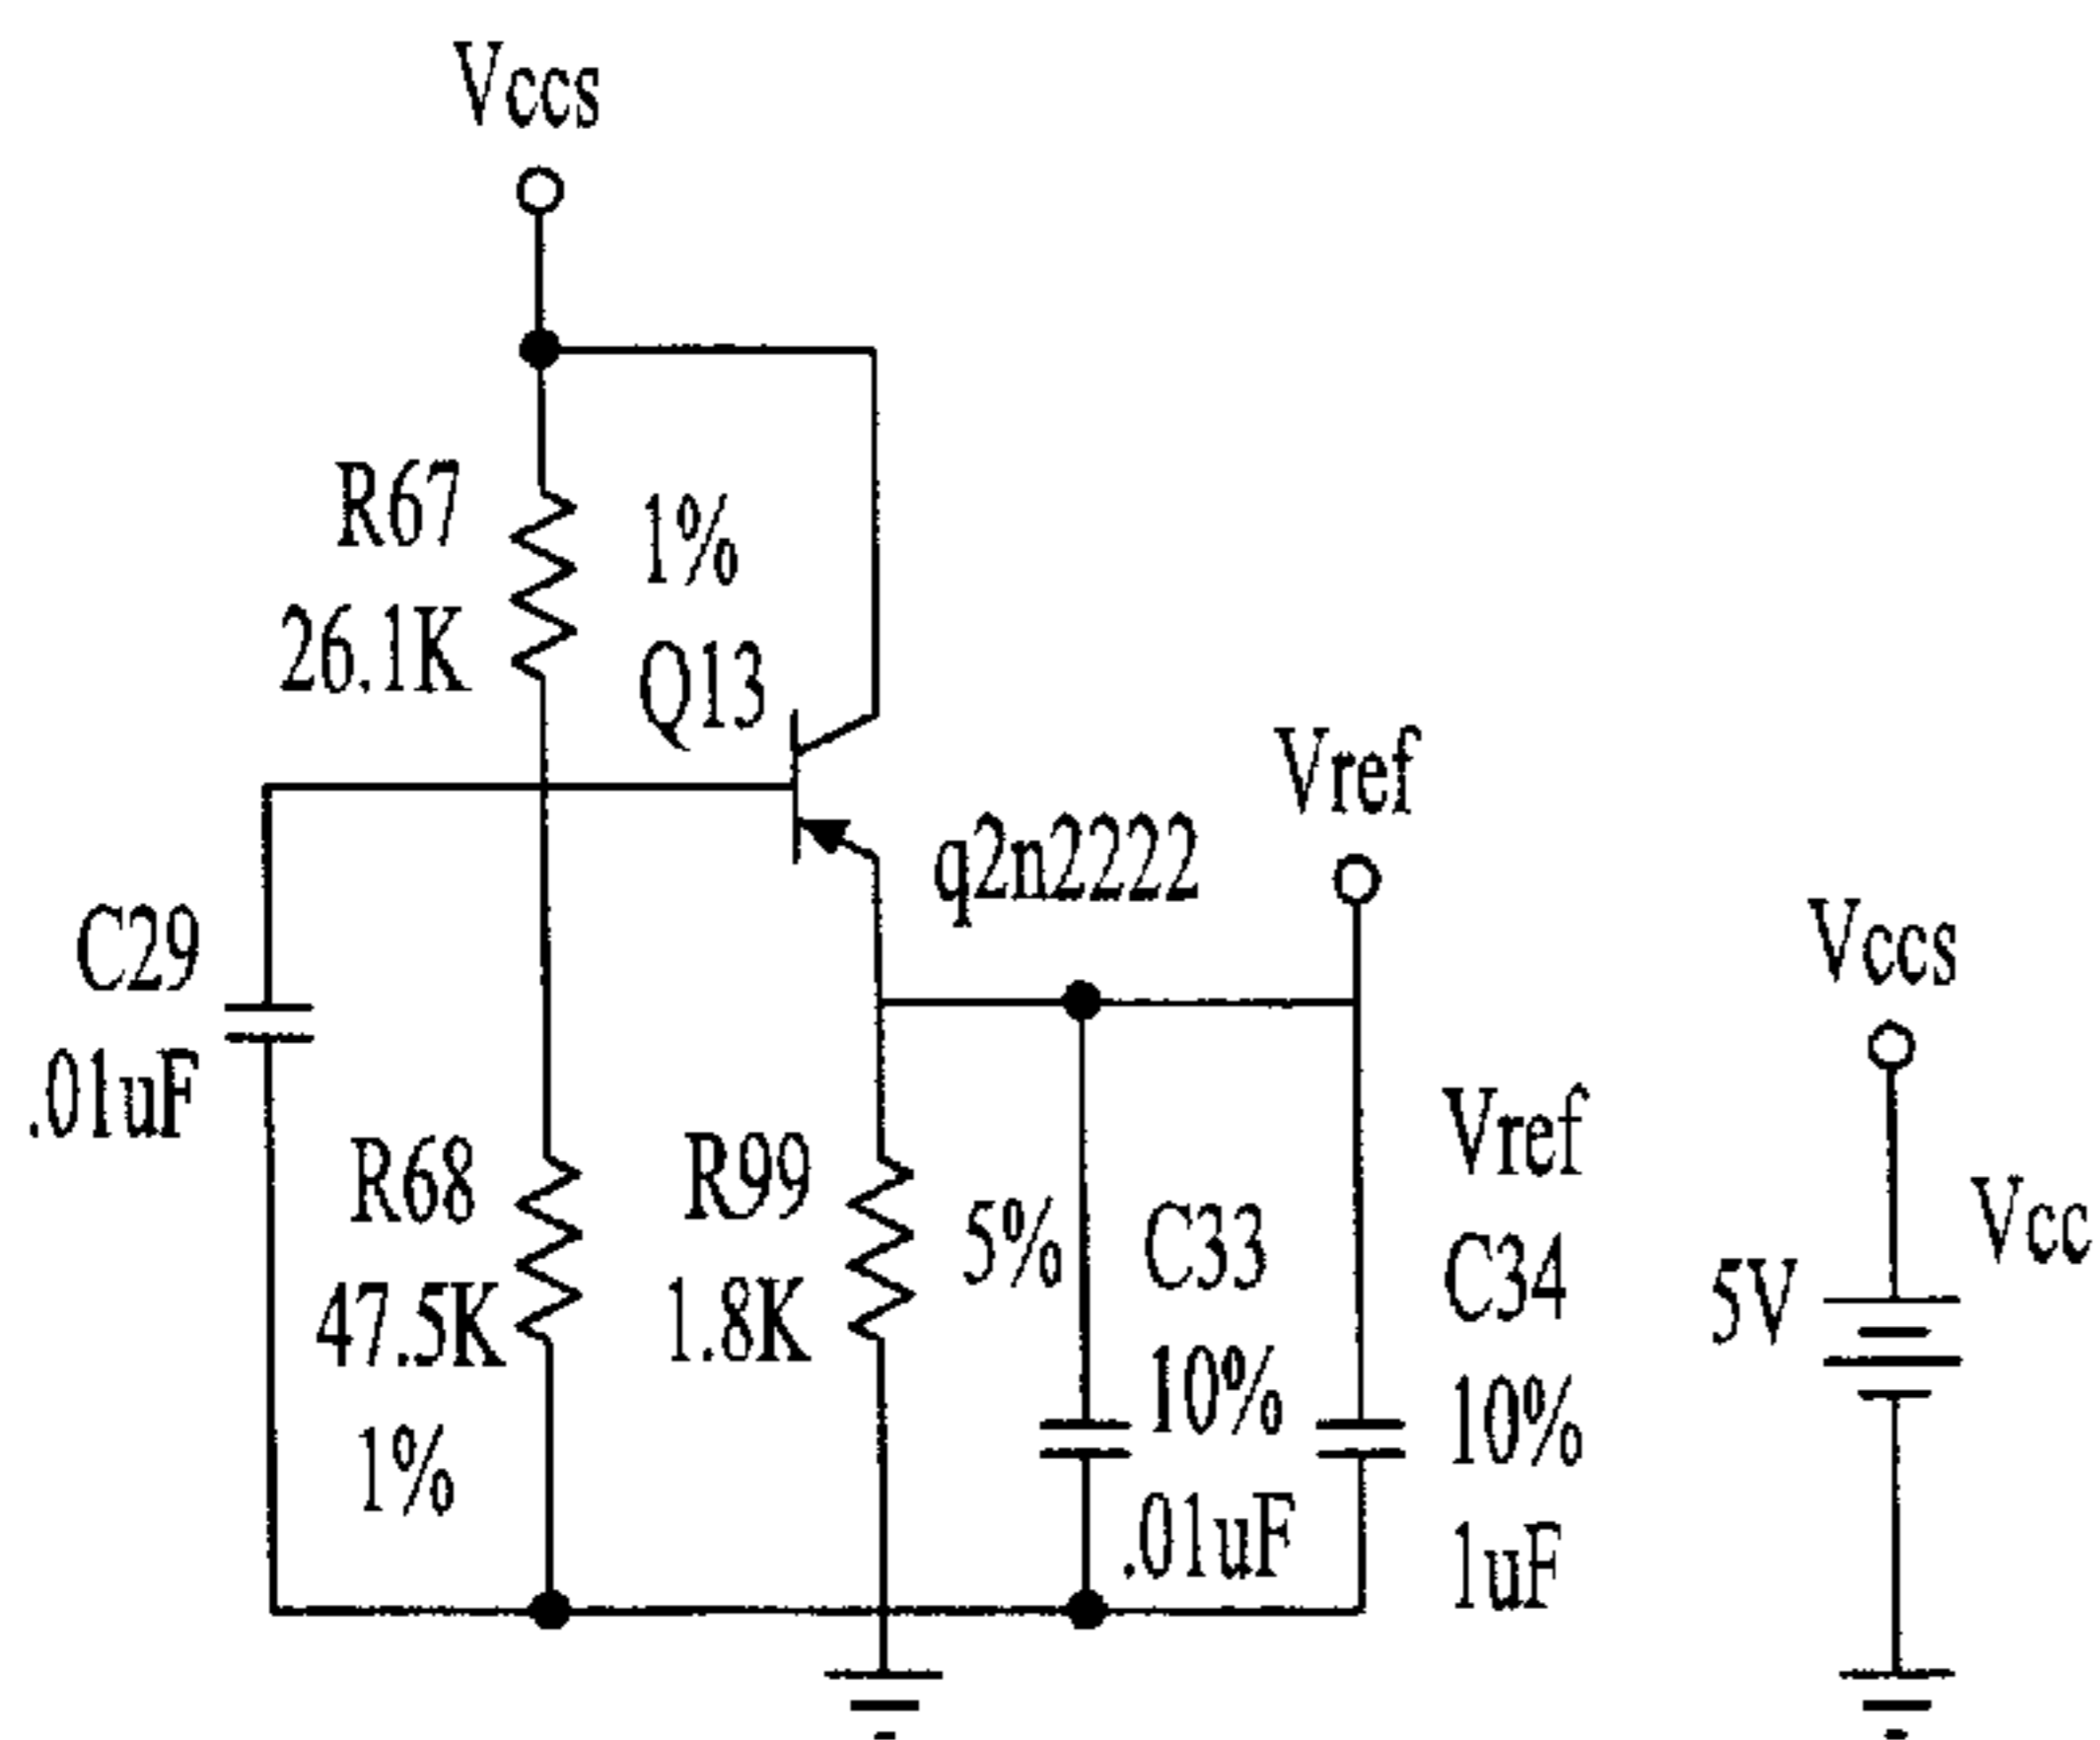 Vccs
R67
1%
26.1K
Q13
Vref
q2n2222
C29
.01uF
Vccs
Vref
R68
47.5K
1%
R99
1.8K
5%
C33
10%
.01uF
C34
10%
1uF
5V
Vcc